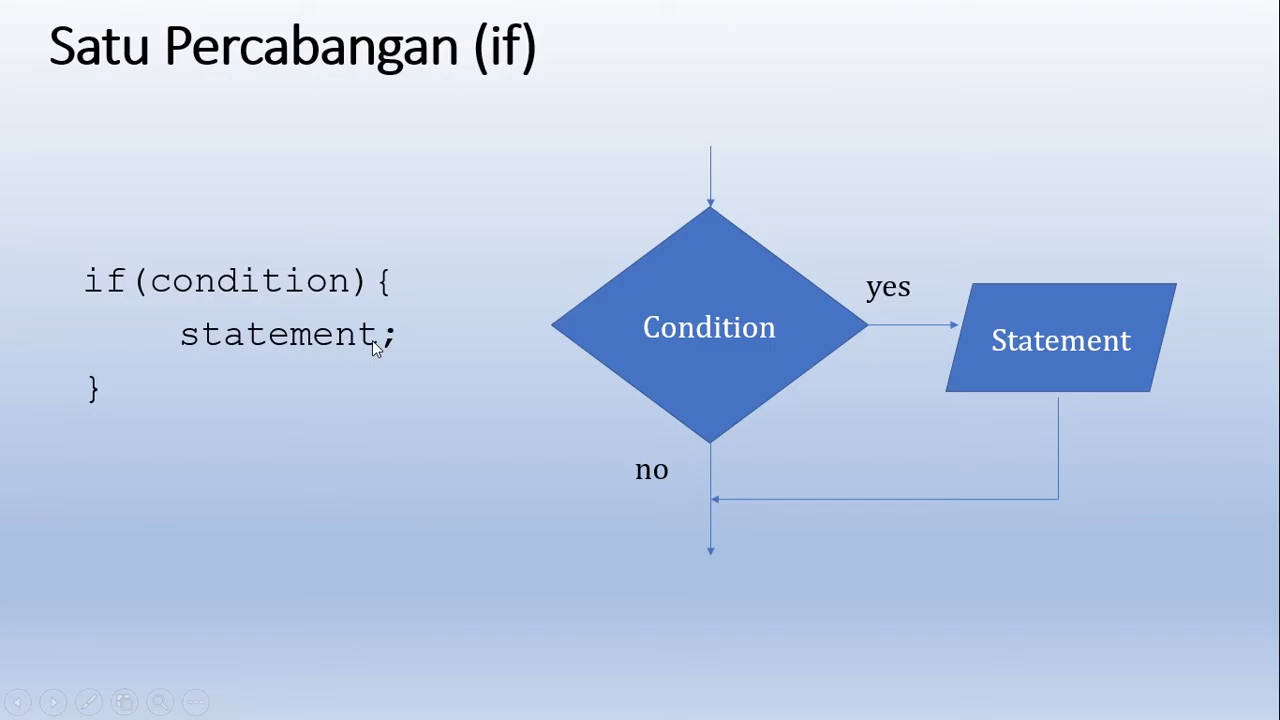 Satu Percabangan (if)
if(condition){
statement;
}
Condition
yes
Statement
no